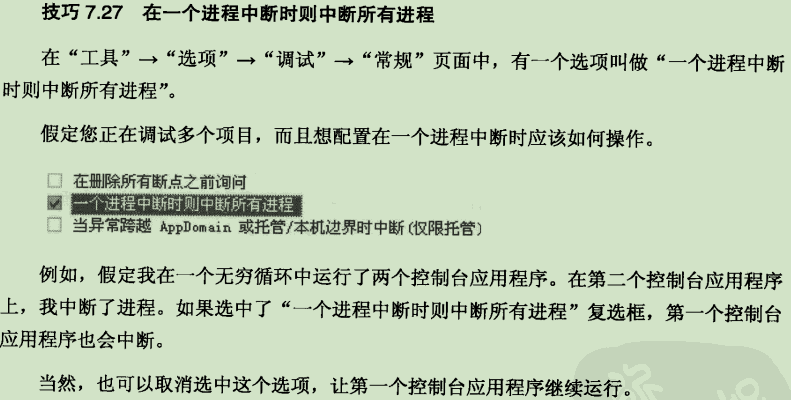 技巧 7.27 在一个进程中断时则中断所有进程
在“工具”→“选项”→“调试”→“常规”页面中，有一个选项叫做“一个进程中断
时则中断所有进程”。
假定您正在调试多个项目，而且想配置在一个进程中断时应该如何操作。
在删除所有断点之前询问
一个进程中断时则中断所有进程
当异常跨越 AppDomain 或托管/本机边界时中断(仅限托管)
例如，假定我在一个无穷循环中运行了两个控制台应用程序。在第二个控制台应用程序
上，我中断了进程。如果选中了“一个进程中断时则中断所有进程”复选框，第一个控制台
应用程序也会中断。
当然，也可以取消选中这个选项，让第一个控制台应用程序继续运行。